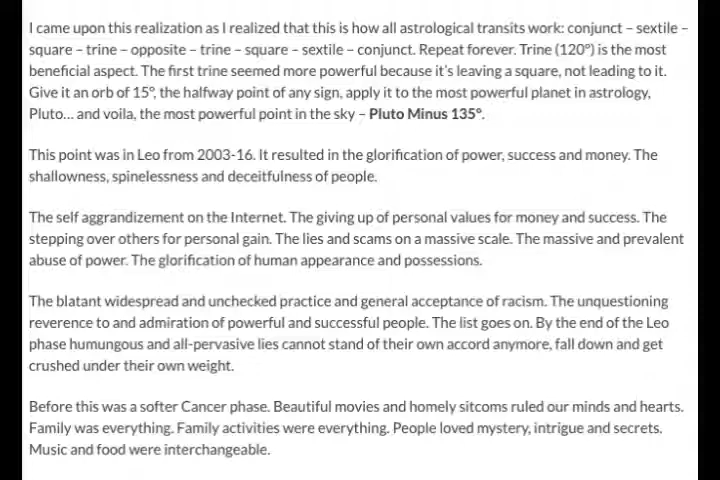 I came upon this realization as I realized that this is how all astrological transits work: conjunct – sextile –
square – trine – opposite – trine – square – sextile – conjunct. Repeat forever. Trine (120°) is the most
beneficial aspect. The first trine seemed more powerful because it's leaving a square, not leading to it.
Give it an orb of 15°, the halfway point of any sign, apply it to the most powerful planet in astrology,
Pluto… and voila, the most powerful point in the sky – Pluto Minus 135°.
This point was in Leo from 2003-16. It resulted in the glorification of power, success and money. The
shallowness, spinelessness and deceitfulness of people.
The self aggrandizement on the Internet. The giving up of personal values for money and success. The
stepping over others for personal gain. The lies and scams on a massive scale. The massive and prevalent
abuse of power. The glorification of human appearance and possessions.
The blatant widespread and unchecked practice and general acceptance of racism. The unquestioning
reverence to and admiration of powerful and successful people. The list goes on. By the end of the Leo
phase humungous and all-pervasive lies cannot stand of their own accord anymore, fall down and get
crushed under their own weight.
Before this was a softer Cancer phase. Beautiful movies and homely sitcoms ruled our minds and hearts.
Family was everything. Family activities were everything. People loved mystery, intrigue and secrets.
Music and food were interchangeable.